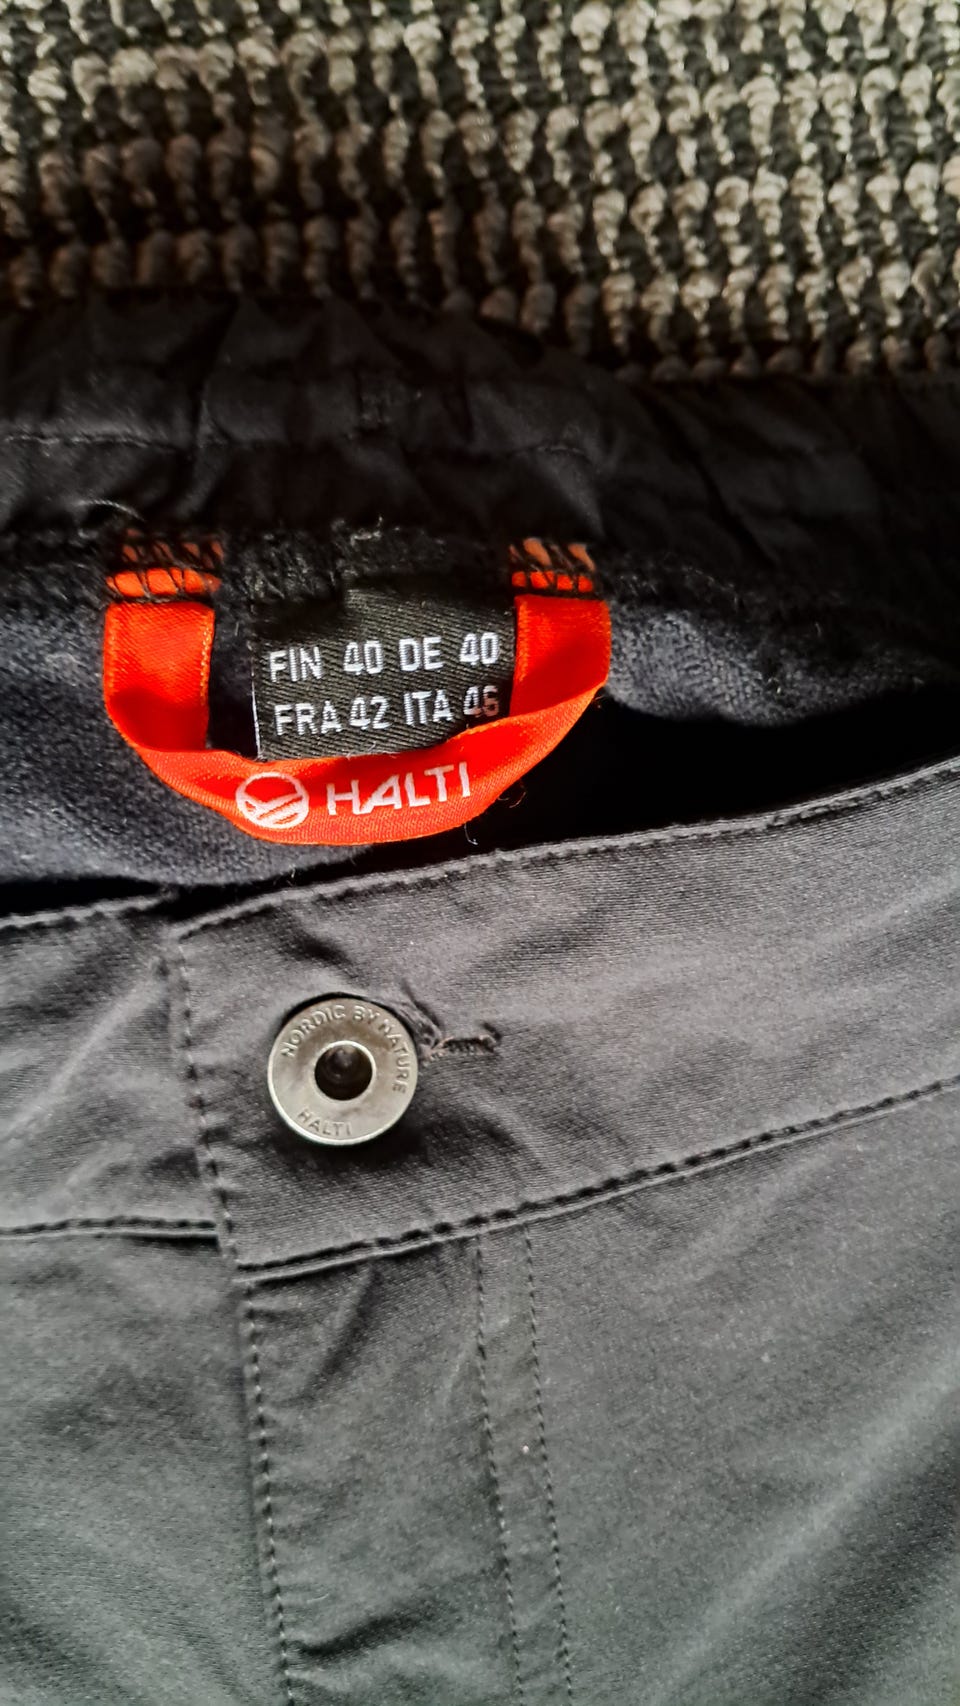 FIN 40 DE 40
FRA 42 ITA 46
HALTI
NORDIC BY NATURE
HALTI